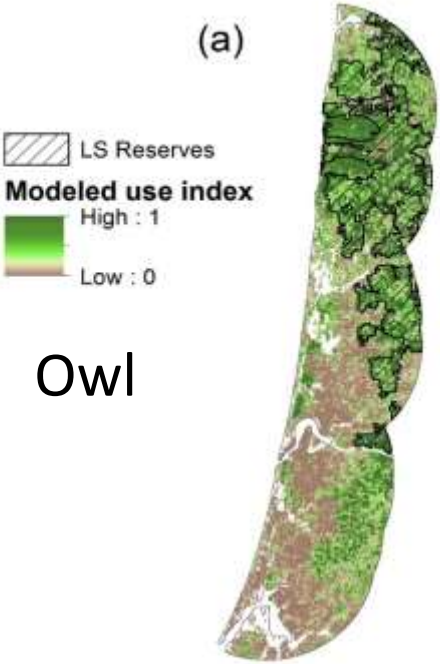 (a)
LS Reserves
Modeled use index
High : 1
Low : 0
Owl